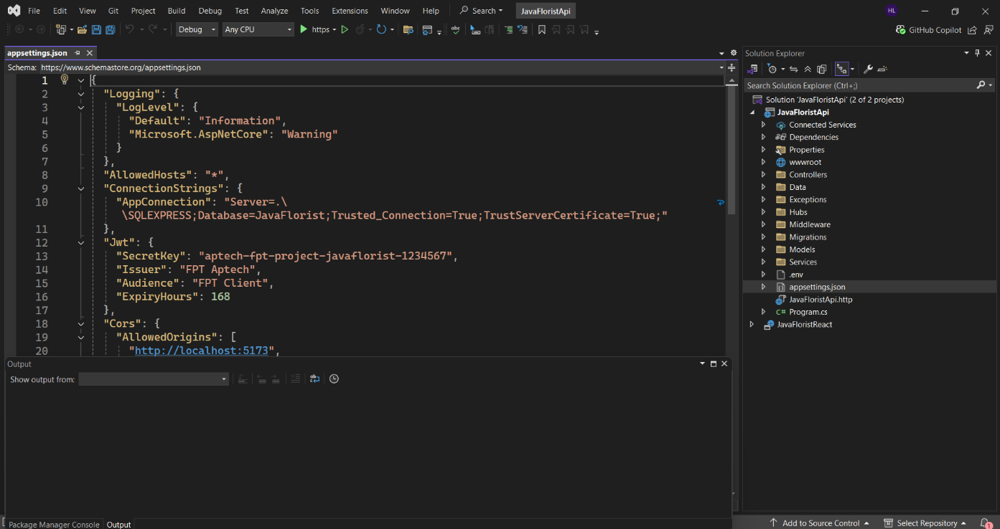 File Edit View Git Project Build Debug Test Analyze Tools Extensions Window Help Search JavaFloristApi HL
Debug Any CPU https GitHub Copilot
appsettings.json
Schema: https://www.schemastore.org/appsettings.json
1 {
2 "Logging": {
3 "LogLevel": {
4 "Default": "Information",
5 "Microsoft.AspNetCore": "Warning"
6 }
7 },
8 "AllowedHosts": "*",
9 "ConnectionStrings": {
10 "AppConnection": "Server=.\
\SQLEXPRESS;Database=JavaFlorist;Trusted_Connection=True;TrustServerCertificate=True;"
11 },
12 "Jwt": {
13 "SecretKey": "aptech-fpt-project-javaflorist-1234567",
14 "Issuer": "FPT Aptech",
15 "Audience": "FPT Client",
16 "ExpiryHours": 168
17 },
18 "Cors": {
19 "AllowedOrigins": [
20 "http://localhost:5173",
Output
Show output from:
Package Manager Console Output
Solution Explorer
Search Solution Explorer (Ctrl+;)
Solution 'JavaFloristApi' (2 of 2 projects)
JavaFloristApi
Connected Services
Dependencies
Properties
wwwroot
Controllers
Data
Exceptions
Hubs
Middleware
Migrations
Models
Services
.env
appsettings.json
JavaFloristApi.http
C# Program.cs
JavaFloristReact
Add to Source Control Select Repository 1